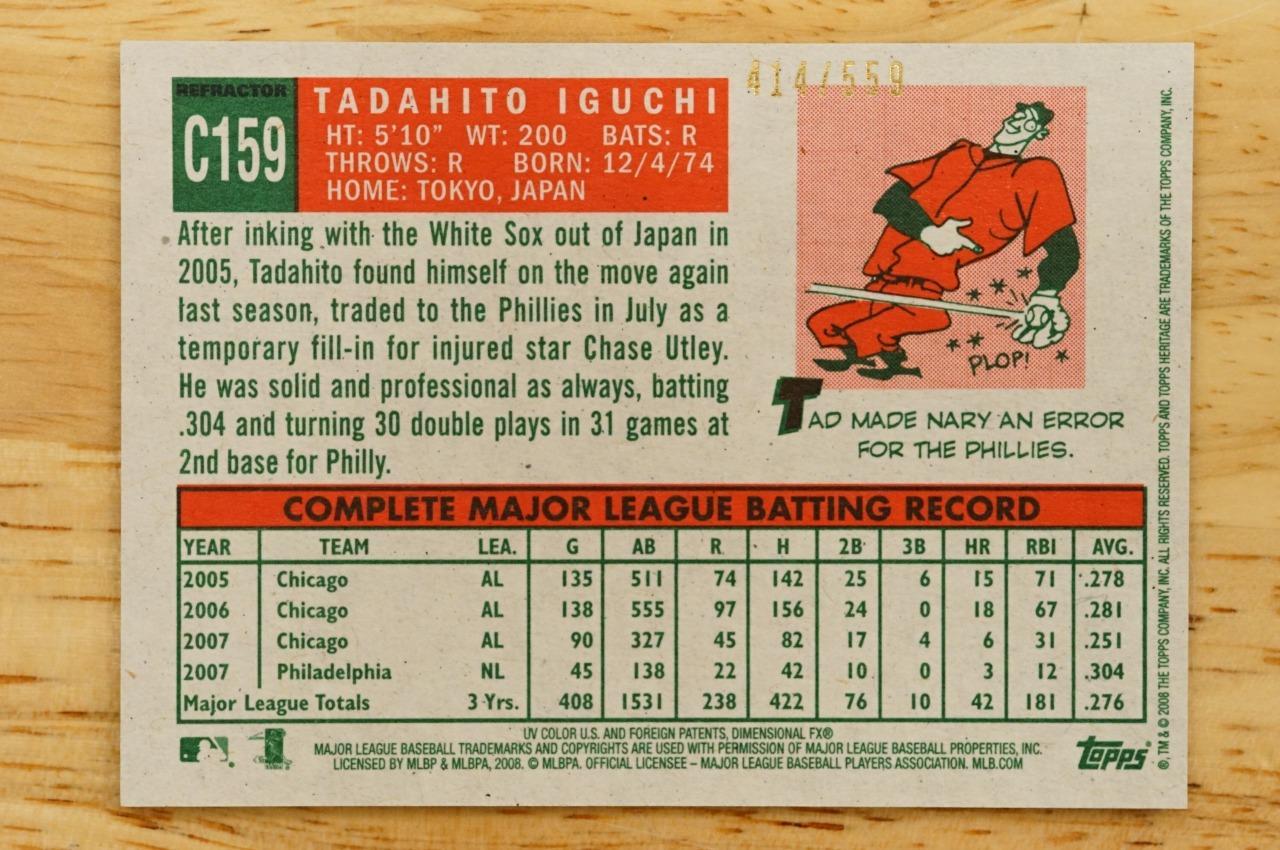 414/559
REFRACTOR
C159
TADAHITO IGUCHI
HT: 5'10" WT: 200 BATS: R
THROWS: R BORN: 12/4/74
HOME: TOKYO, JAPAN
After inking with the White Sox out of Japan in
2005, Tadahito found himself on the move again
last season, traded to the Phillies in July as a
temporary fill-in for injured star Chase Utley.
He was solid and professional as always, batting
.304 and turning 30 double plays in 31 games at
2nd base for Philly.
PLOP!
TAD MADE NARY AN ERROR
FOR THE PHILLIES.
COMPLETE MAJOR LEAGUE BATTING RECORD
YEAR TEAM LEA. G AB R H 2B 3B HR RBI AVG.
2005 Chicago AL 135 511 74 142 25 6 15 71 .278
2006 Chicago AL 138 555 97 156 24 0 18 67 .281
2007 Chicago AL 90 327 45 82 17 4 6 31 .251
2007 Philadelphia NL 45 138 22 42 10 0 3 12 .304
Major League Totals 3 Yrs. 408 1531 238 422 76 10 42 181 .276
UV COLOR U.S. AND FOREIGN PATENTS, DIMENSIONAL FX®
MAJOR LEAGUE BASEBALL TRADEMARKS AND COPYRIGHTS ARE USED WITH PERMISSION OF MAJOR LEAGUE BASEBALL PROPERTIES, INC.
LICENSED BY MLBP & MLBPA, 2008. © MLBPA. OFFICIAL LICENSEE – MAJOR LEAGUE BASEBALL PLAYERS ASSOCIATION. MLB.COM
topps
®, TM & © 2008 THE TOPPS COMPANY, INC. ALL RIGHTS RESERVED. TOPPS AND TOPPS HERITAGE ARE TRADEMARKS OF THE TOPPS COMPANY, INC.